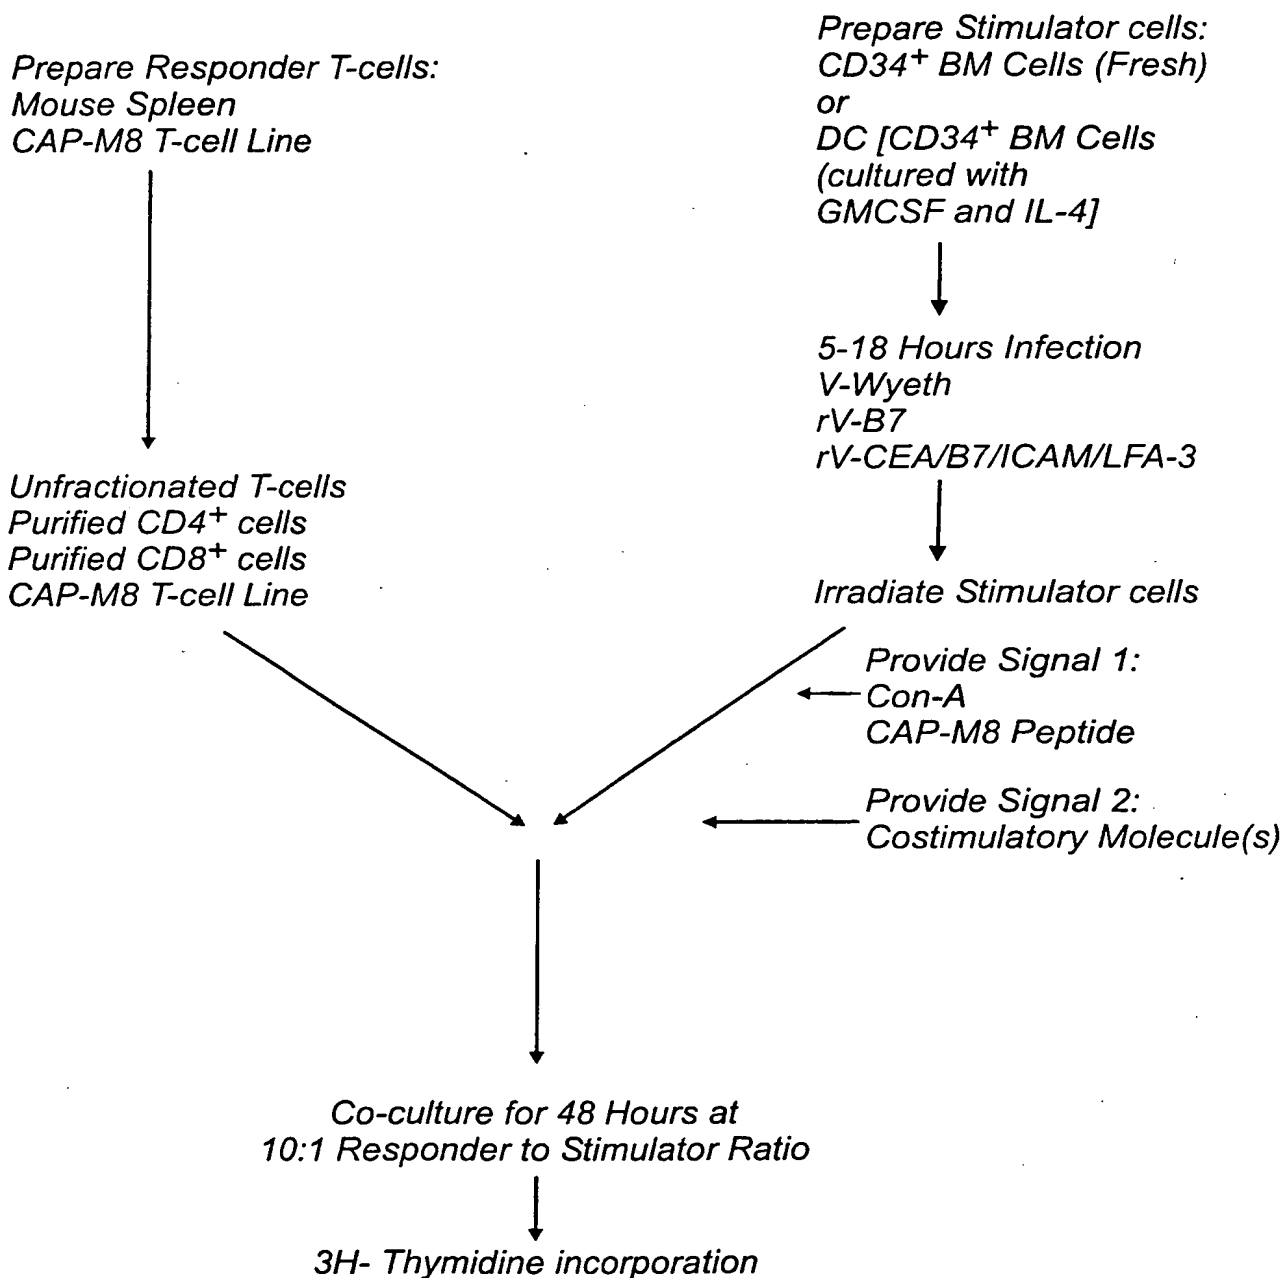 Prepare Responder T-cells:
Mouse Spleen
CAP-M8 T-cell Line
Prepare Stimulator cells:
CD34+ BM Cells (Fresh)
or
DC [CD34+ BM Cells
(cultured with
GMCSF and IL-4]
5-18 Hours Infection
V-Wyeth
rV-B7
rV-CEA/B7/ICAM/LFA-3
Unfractionated T-cells
Purified CD4+ cells
Purified CD8+ cells
CAP-M8 T-cell Line
Irradiate Stimulator cells
Provide Signal 1:
Con-A
CAP-M8 Peptide
Provide Signal 2:
Costimulatory Molecule(s)
Co-culture for 48 Hours at
10:1 Responder to Stimulator Ratio
3H- Thymidine incorporation